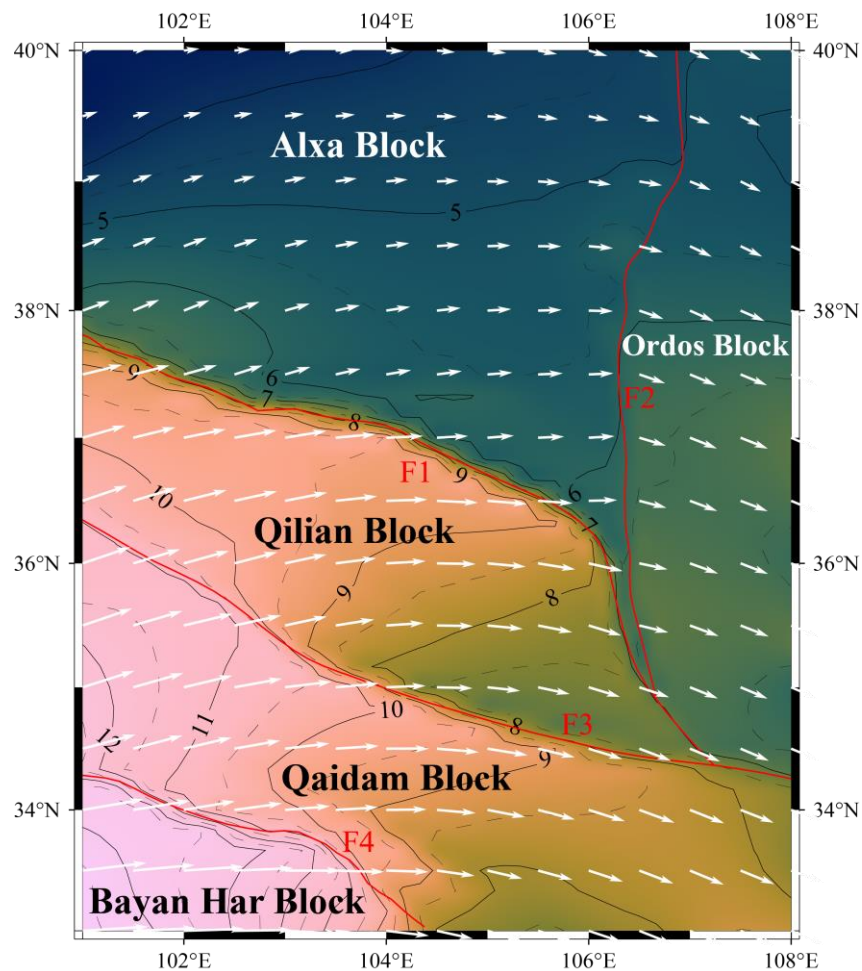 102°E 104°E 106°E 108°E
40°N 40°N
Alxa Block
5 5
38°N 38°N
Ordos Block
9 6
7
F2
8
F1 9
10 6
Qilian Block 7
36°N 36°N
9 8
10
11 8 F3
12 9
Qaidam Block
34°N 34°N
F4
Bayan Har Block
102°E 104°E 106°E 108°E